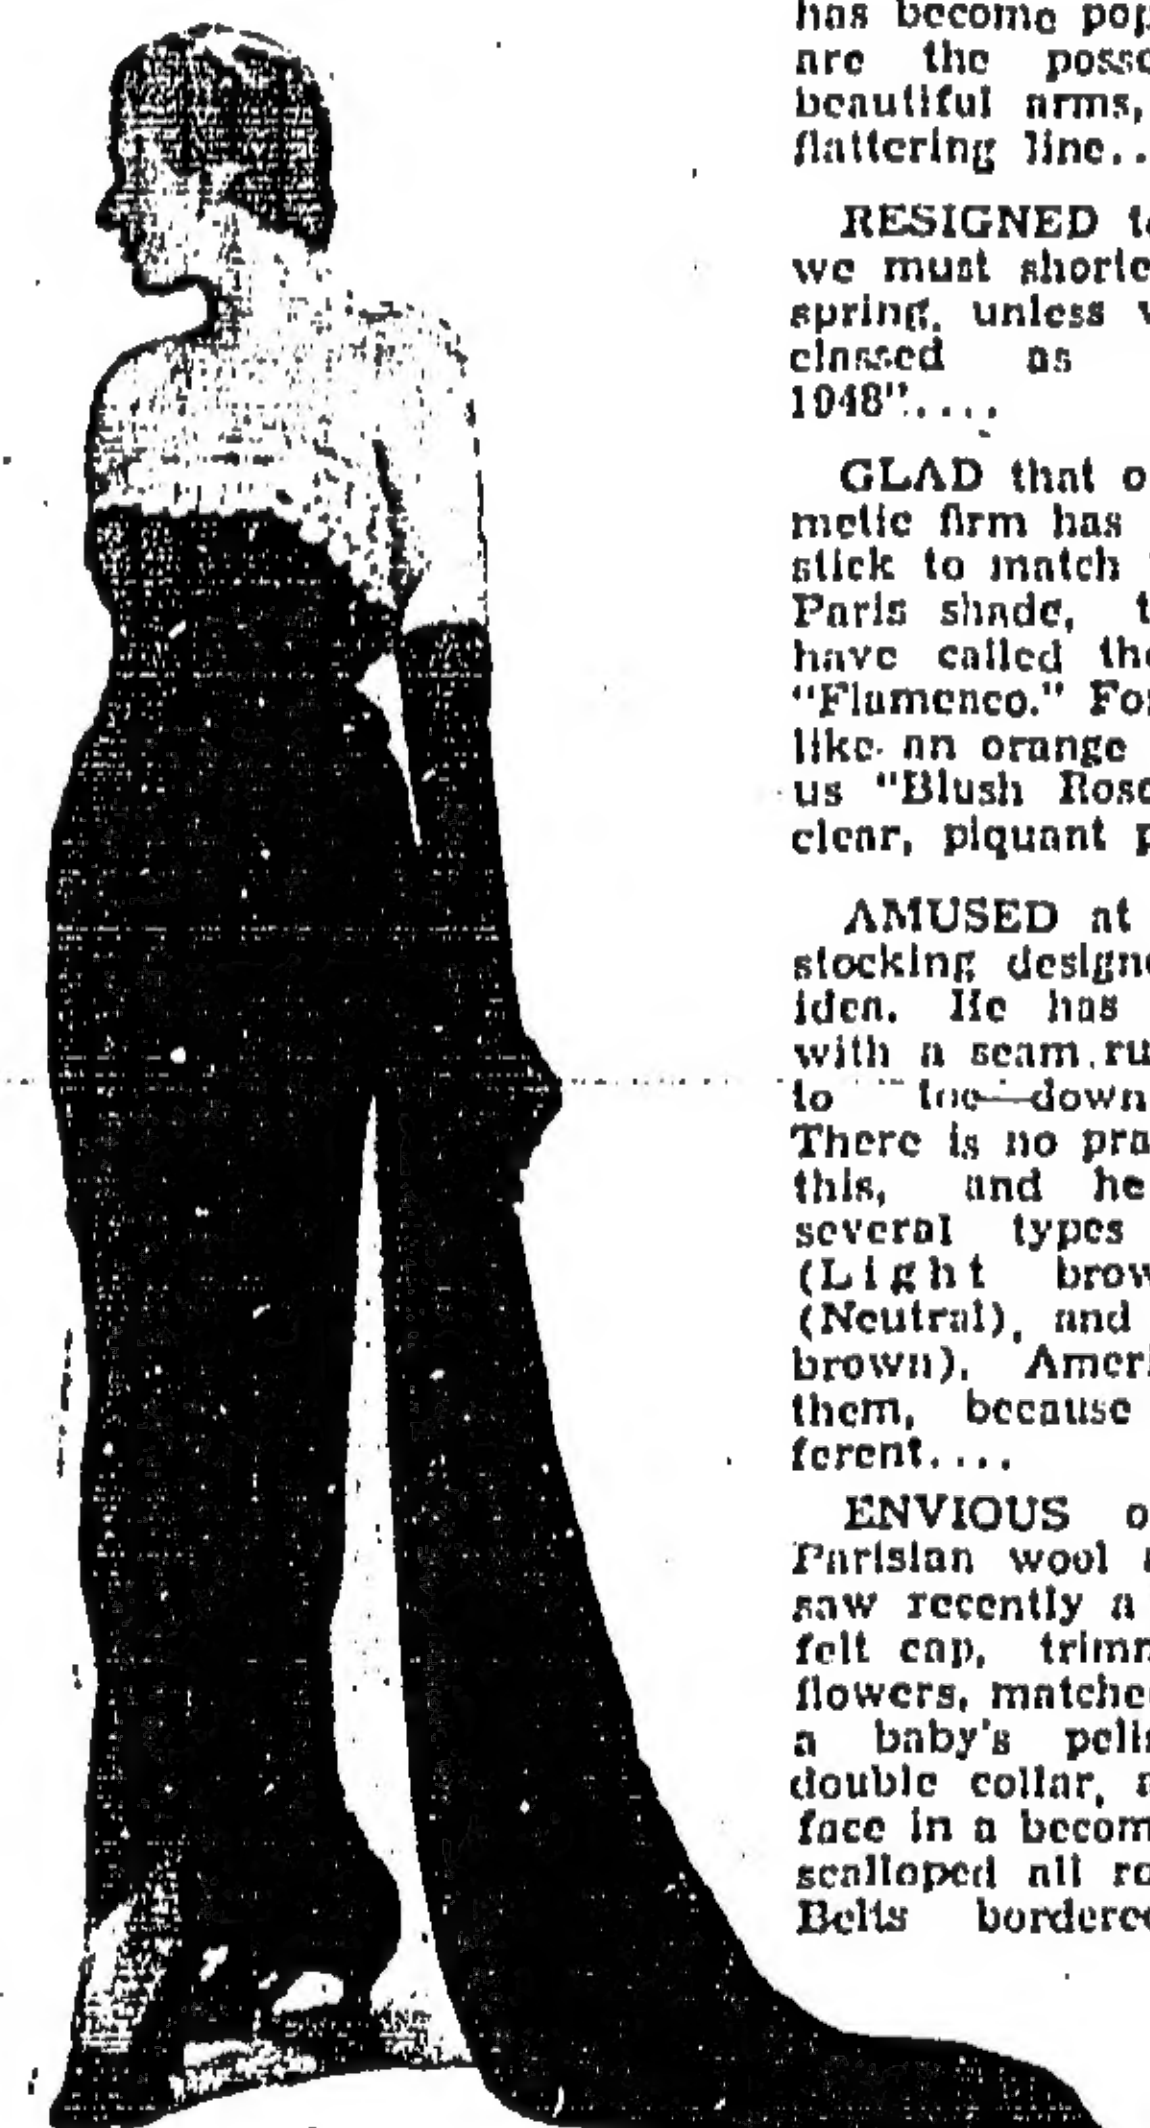 has become pop
are the posse
beautiful arms,
flattering line..
RESIGNED t
we must shorte
spring, unless v
classed as
1948"....
GLAD that o
metic firm has
stick to match
Paris shade, t
have called the
"Flamenco." Fo
like an orange
us "Blush Rose
clear, piquant p
AMUSED at
stocking designe
idea. He has
with a seam ru
to toe—down
There is no pra
this, and he
several types
(Light brow
(Neutral), and
brown). Ameri
them, because
ferent....
ENVIOUS o
Parisian wool
saw recently a
felt cap, trimm
flowers, matche
a baby's pelis
double collar, a
face in a becom
scalloped all ro
Belts bordere